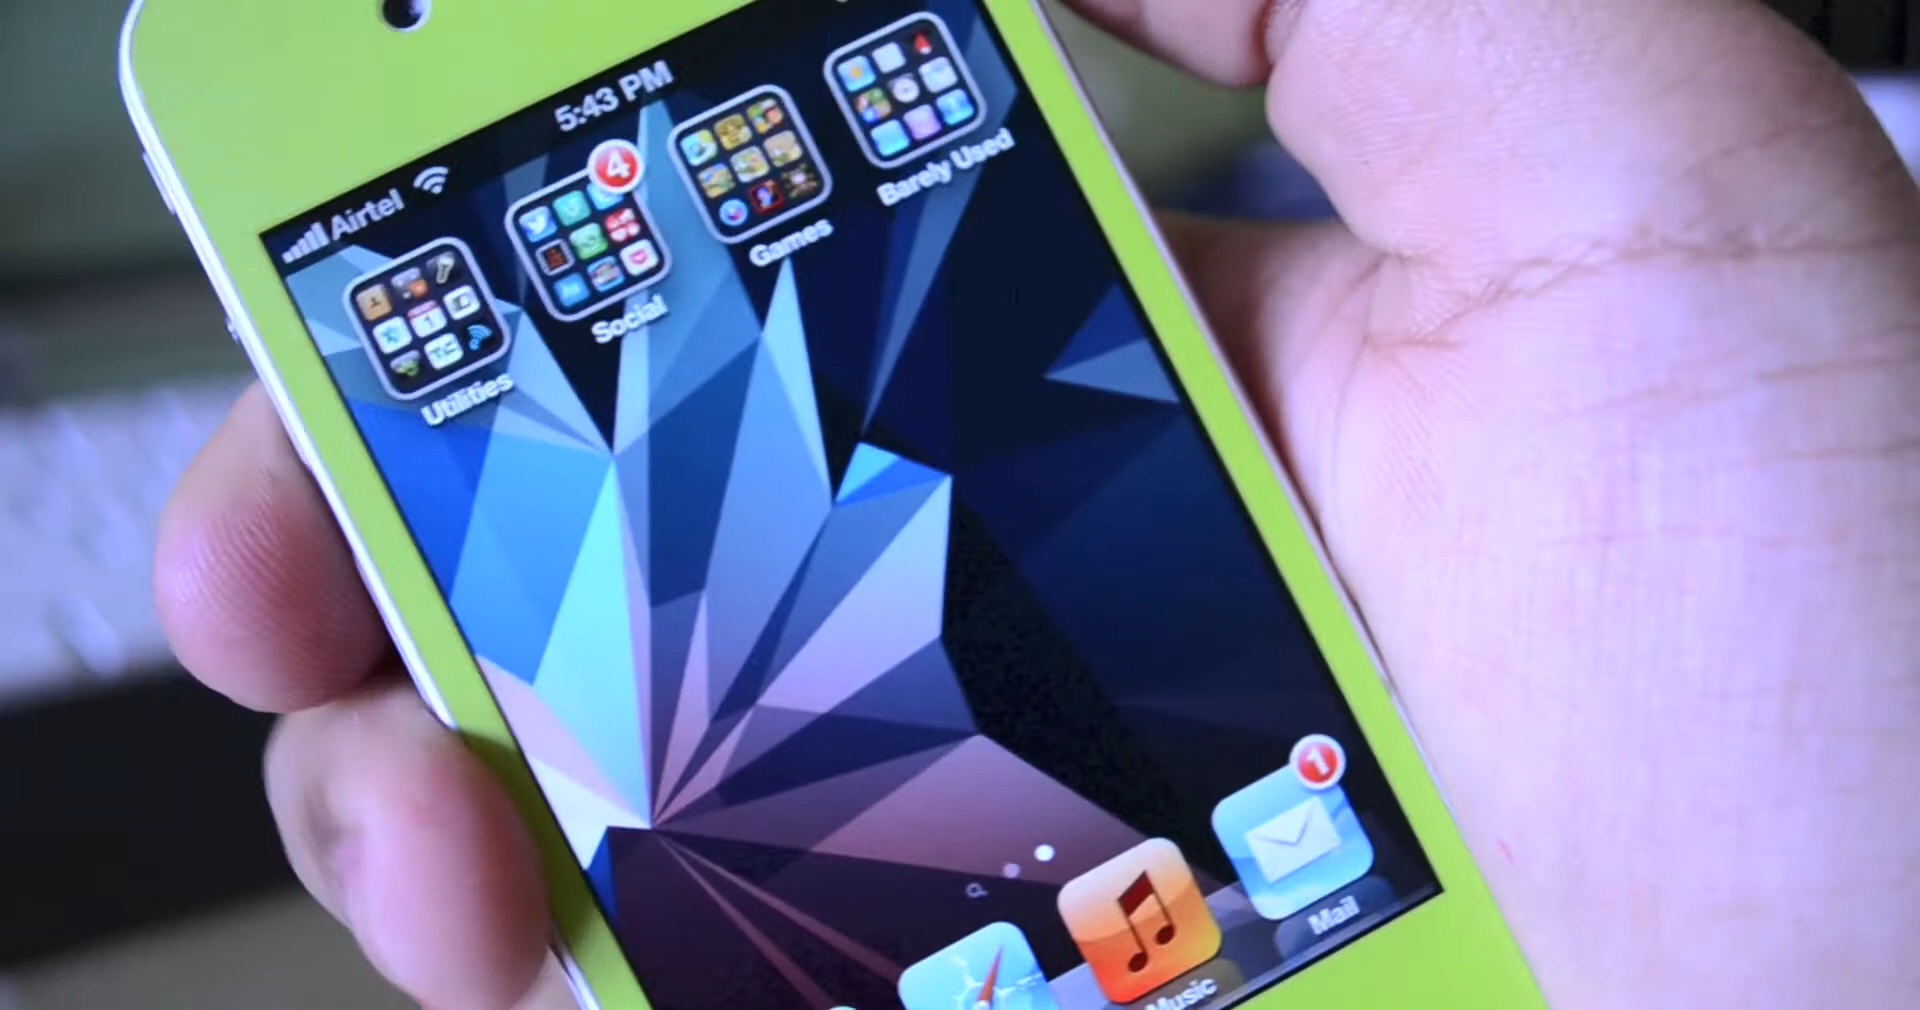 Airtel 5:43 PM
4
Utilities Social Games Barely Used
1
Music Mail